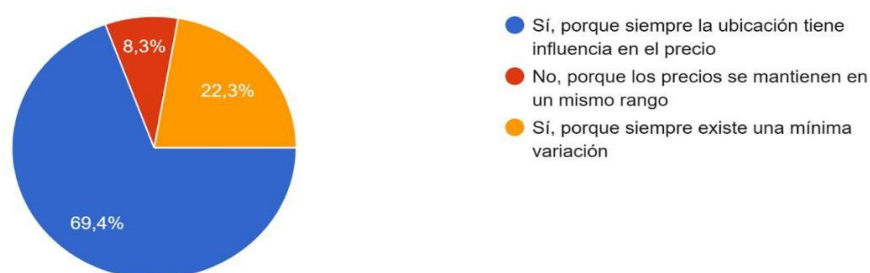 8,3%
22,3%
69,4%
Sí, porque siempre la ubicación tiene
influencia en el precio
No, porque los precios se mantienen en
un mismo rango
Sí, porque siempre existe una mínima
variación